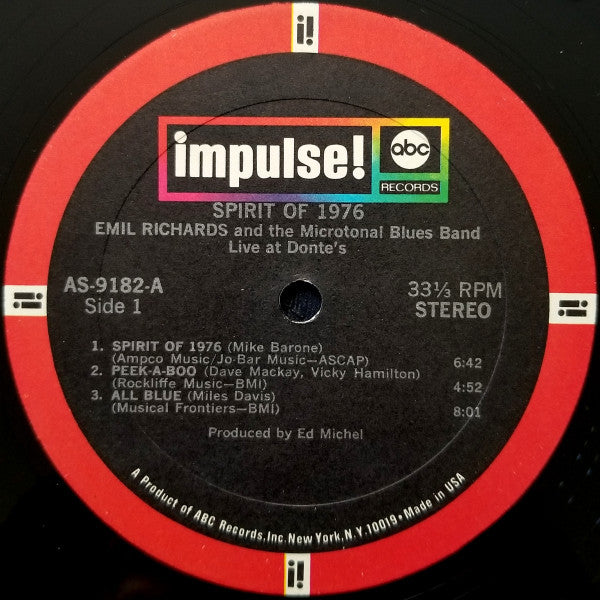 i!
impulse!
abc
RECORDS
SPIRIT OF 1976
EMIL RICHARDS and the Microtonal Blues Band
Live at Donte's
AS-9182-A
Side 1
33⅓ RPM
STEREO
1. SPIRIT OF 1976 (Mike Barone)
(Ampco Music/Jo-Bar Music—ASCAP) 6:42
2. PEEK-A-BOO (Dave Mackay, Vicky Hamilton)
(Rockliffe Music—BMI) 4:52
3. ALL BLUE (Miles Davis)
(Musical Frontiers—BMI) 8:01
Produced by Ed Michel
i!
i!
A Product of ABC Records, Inc. New York, N.Y. 10019 • Made in USA
i!